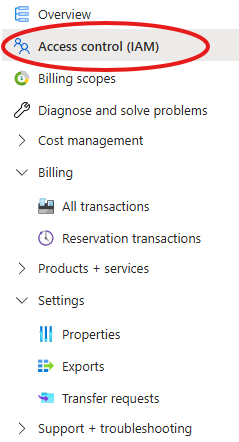 Overview
Access control (IAM)
Billing scopes
Diagnose and solve problems
Cost management
Billing
All transactions
Reservation transactions
Products + services
Settings
Properties
Exports
Transfer requests
Support + troubleshooting